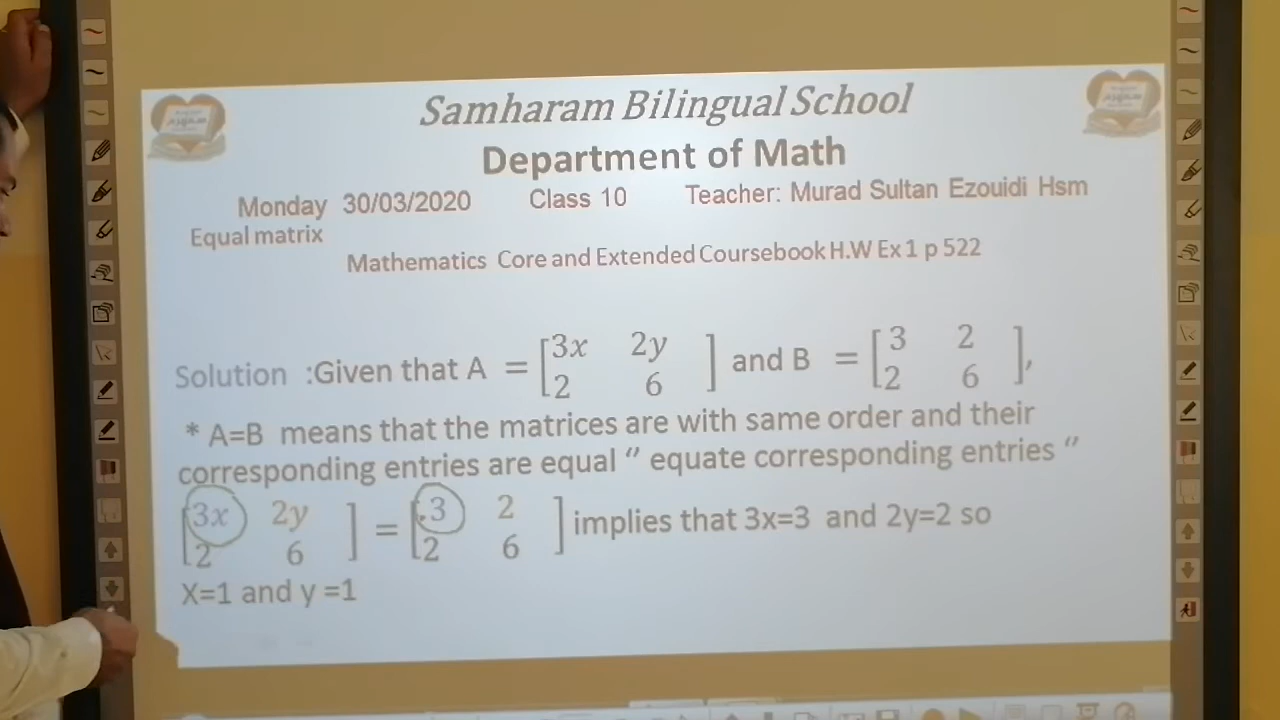 Samharam Bilingual School
Department of Math
Monday 30/03/2020 Class 10 Teacher: Murad Sultan Ezouidi Hsm
Equal matrix
Mathematics Core and Extended Coursebook H.W Ex 1 p 522
Solution :Given that A = [3x 2y
2 6] and B = [3 2
2 6],
* A=B means that the matrices are with same order and their
corresponding entries are equal " equate corresponding entries "
[3x 2y
2 6] = [3 2
2 6] implies that 3x=3 and 2y=2 so
X=1 and y =1